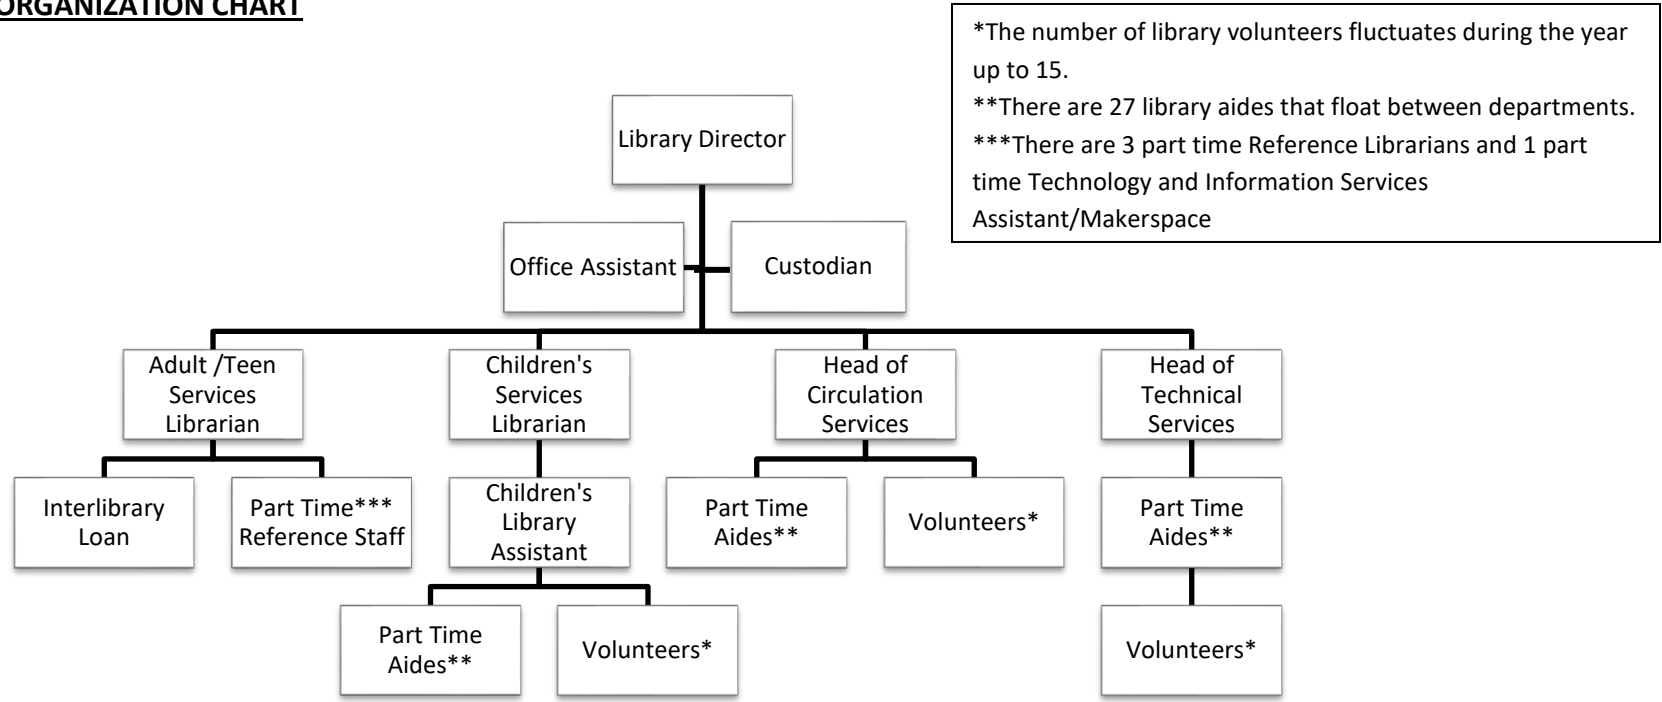 ORGANIZATION CHART
*The number of library volunteers fluctuates during the year
up to 15.
**There are 27 library aides that float between departments.
***There are 3 part time Reference Librarians and 1 part
time Technology and Information Services
Assistant/Makerspace
Library Director
Office Assistant
Custodian
Adult /Teen
Services
Librarian
Children's
Services
Librarian
Head of
Circulation
Services
Head of
Technical
Services
Interlibrary
Loan
Part Time***
Reference Staff
Children's
Library
Assistant
Part Time
Aides**
Volunteers*
Part Time
Aides**
Part Time
Aides**
Volunteers*
Volunteers*